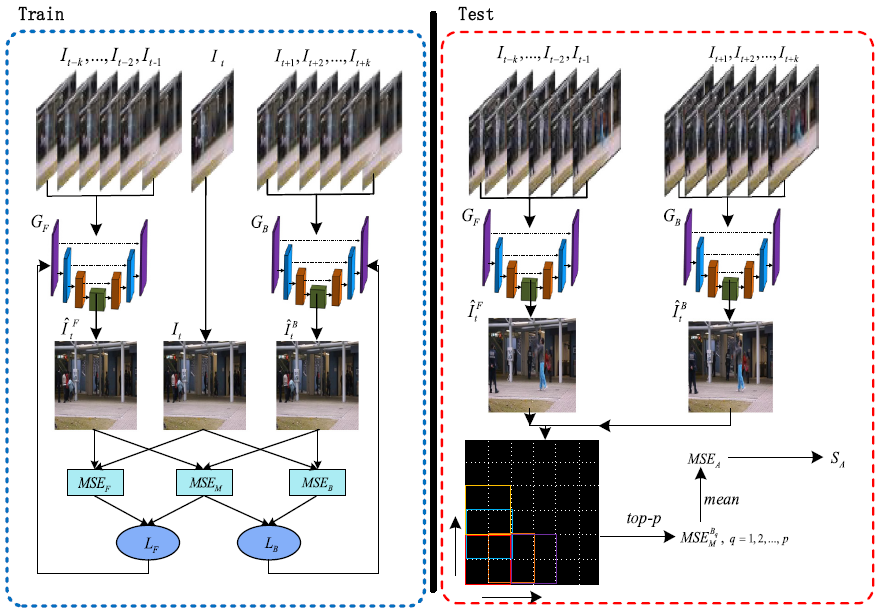 Train
I_{t-k},...,I_{t-2},I_{t-1}
I_t
I_{t+1},I_{t+2},...,I_{t+k}
G_F
G_B
Î_t^F
I_t
Î_t^B
MSE_F
MSE_M
MSE_B
L_F
L_B
Test
I_{t-k},...,I_{t-2},I_{t-1}
I_{t+1},I_{t+2},...,I_{t+k}
G_F
G_B
Î_t^F
Î_t^B
MSE_A
S_A
mean
top-p
MSE_M^{B_q}, q = 1,2,...,p